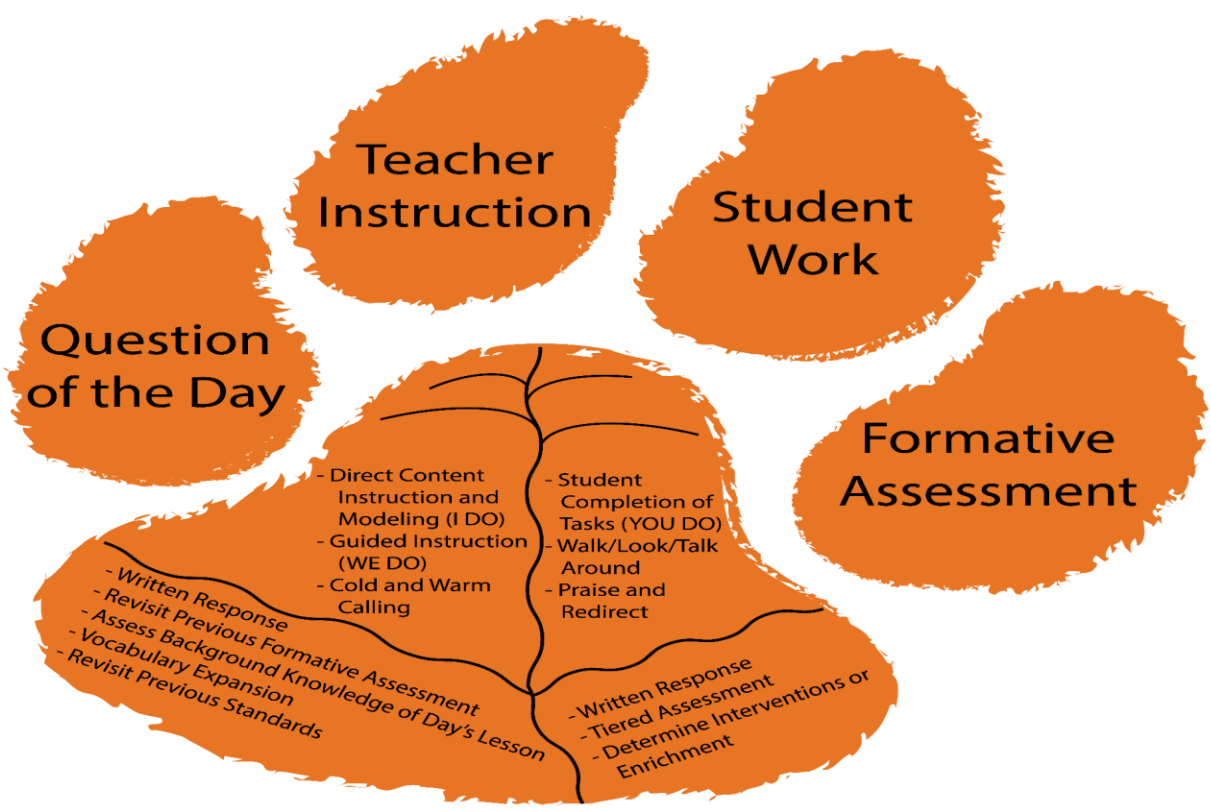 Teacher
Instruction
Student
Work
Question
of the Day
Formative
Assessment
- Direct Content
Instruction and
Modeling (I DO)
- Guided Instruction
(WE DO)
- Cold and Warm
Calling
- Student
Completion of
Tasks (YOU DO)
- Walk/Look/Talk
Around
- Praise and
Redirect
- Written Response
- Revisit Previous Formative Assessment
- Assess Background Knowledge of Day's Lesson
- Vocabulary Expansion
- Revisit Previous Standards
- Written Response
- Tiered Assessment
- Determine Interventions or
Enrichment